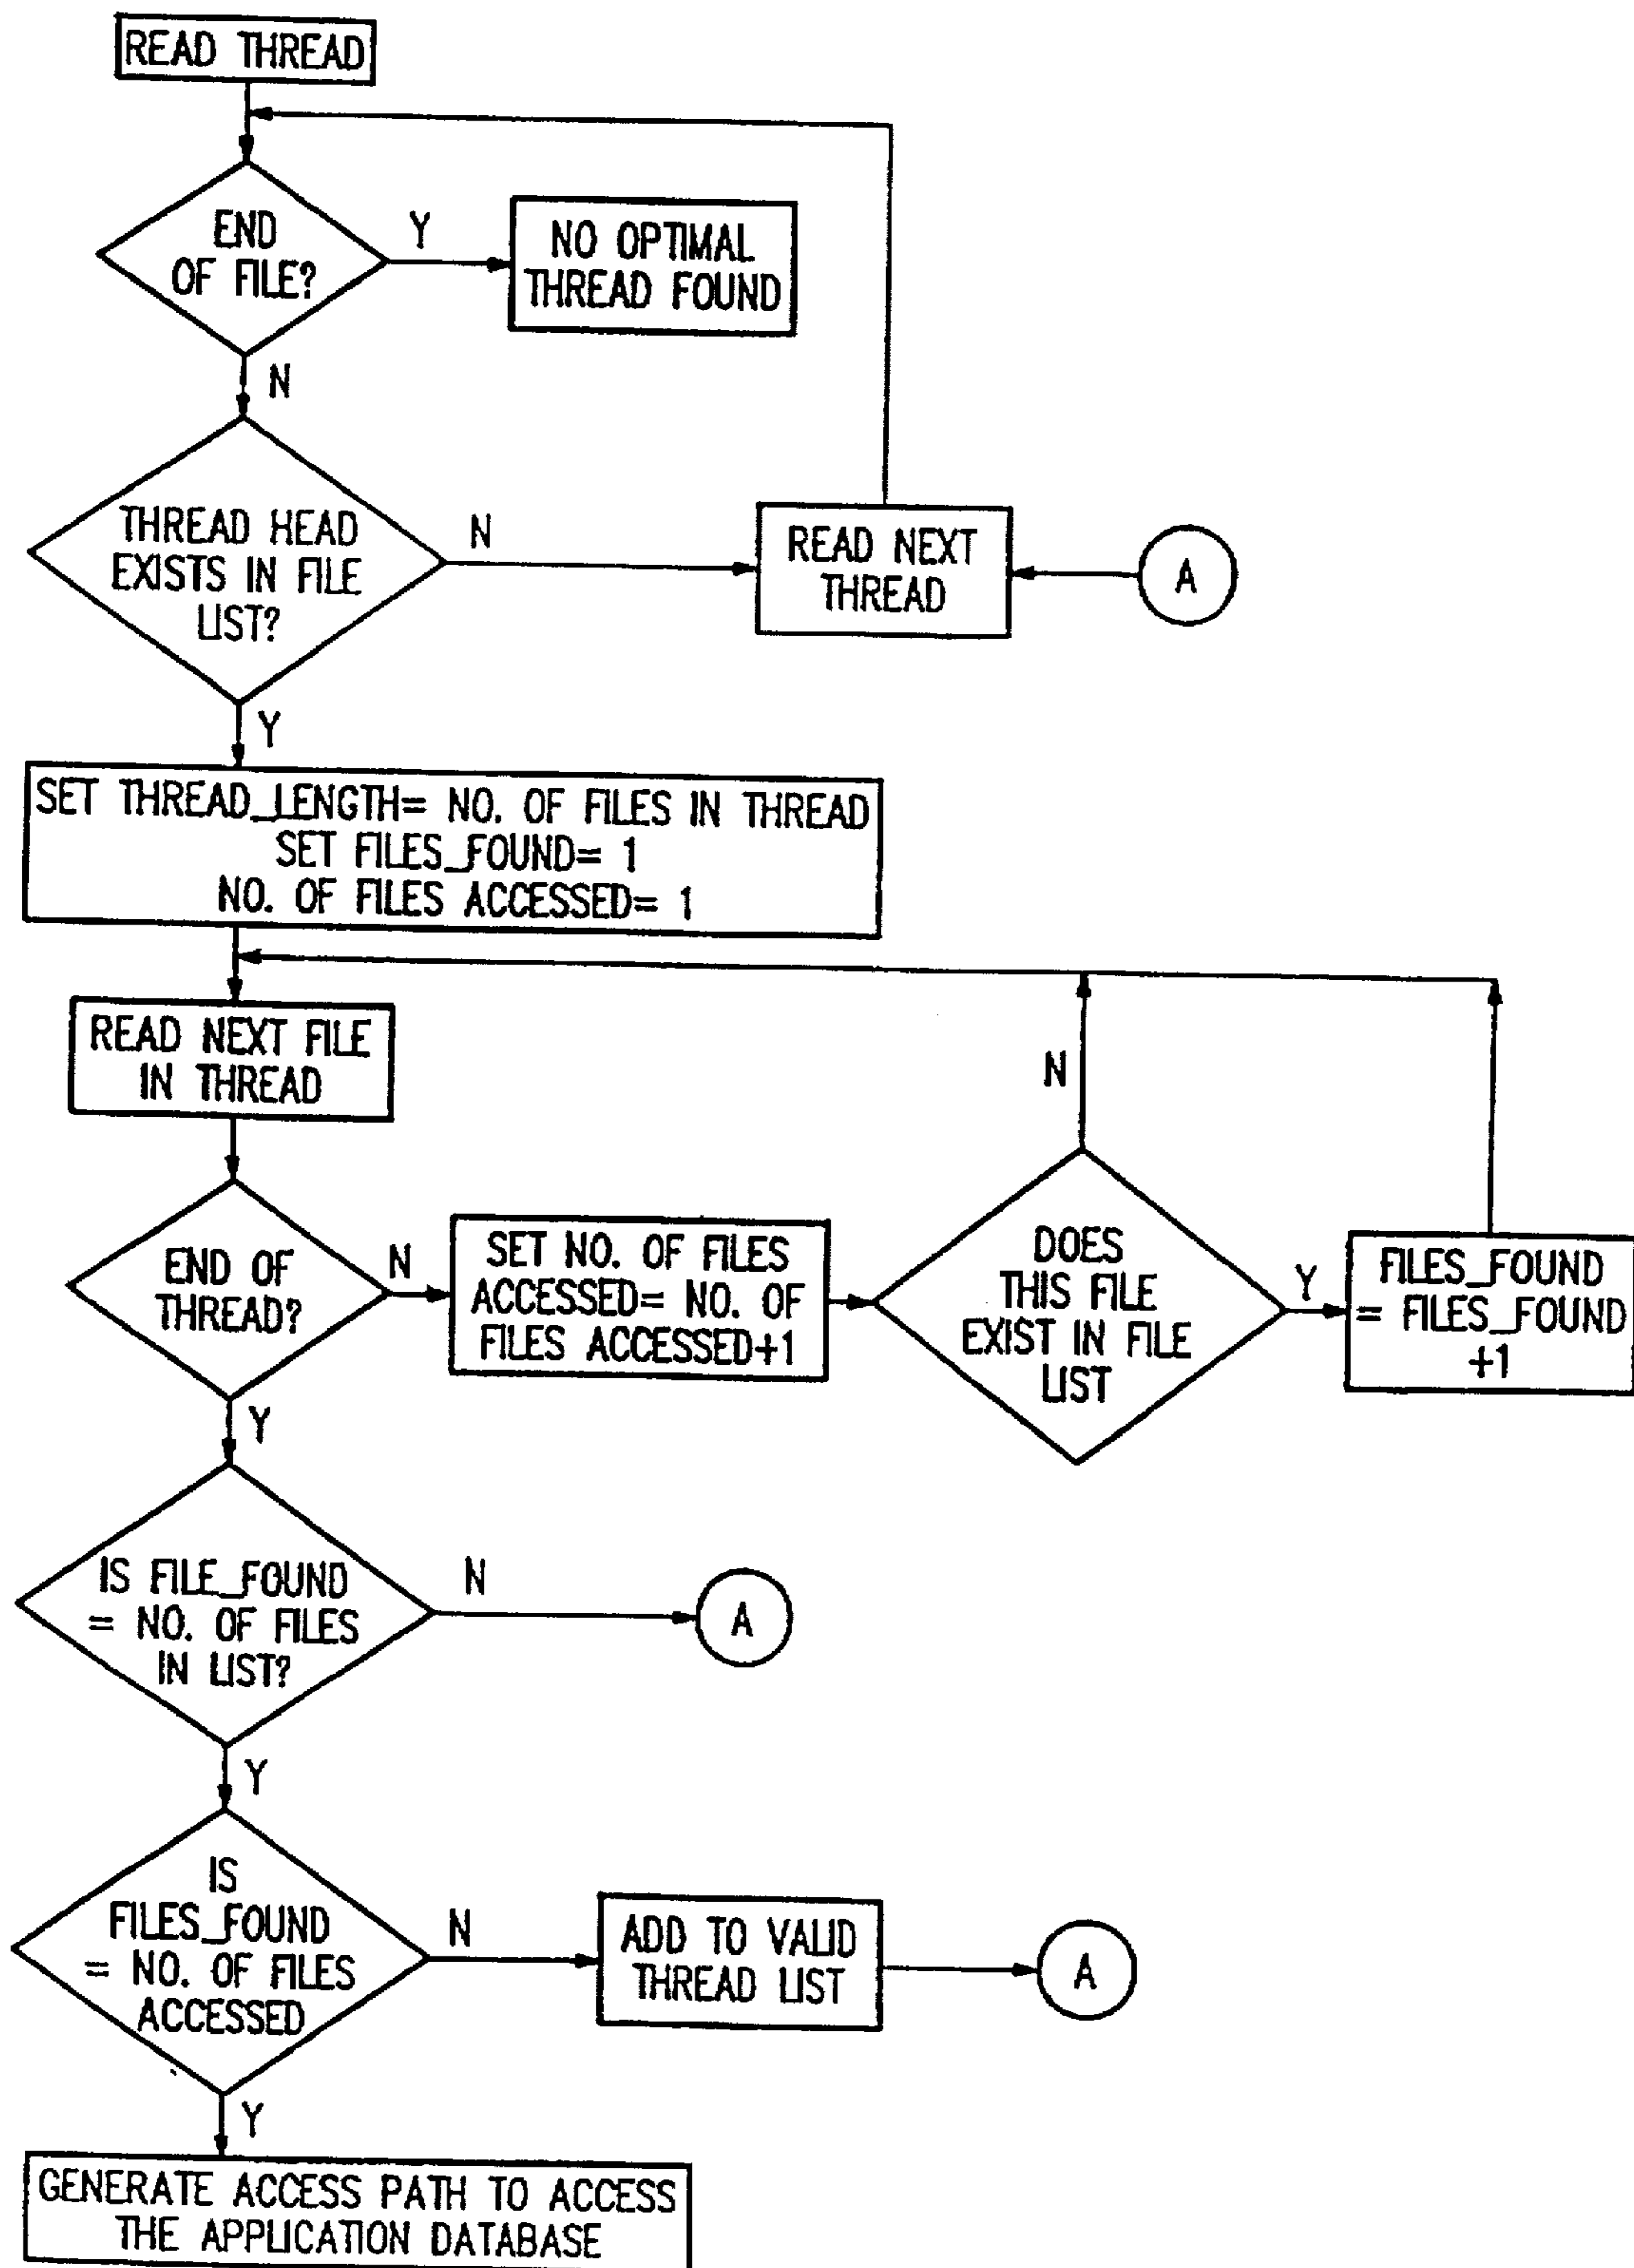 READ THREAD
END
OF FILE?
Y
NO OPTIMAL
THREAD FOUND
N
THREAD HEAD
EXISTS IN FILE
LIST?
N
READ NEXT
THREAD
A
Y
SET THREAD_LENGTH= NO. OF FILES IN THREAD
SET FILES_FOUND= 1
NO. OF FILES ACCESSED= 1
READ NEXT FILE
IN THREAD
N
END OF
THREAD?
N
SET NO. OF FILES
ACCESSED= NO. OF
FILES ACCESSED+1
DOES
THIS FILE
EXIST IN FILE
LIST
Y
FILES_FOUND
= FILES_FOUND
+1
Y
IS FILE_FOUND
= NO. OF FILES
IN LIST?
N
A
Y
IS
FILES_FOUND
= NO. OF FILES
ACCESSED
N
ADD TO VALID
THREAD LIST
A
Y
GENERATE ACCESS PATH TO ACCESS
THE APPLICATION DATABASE